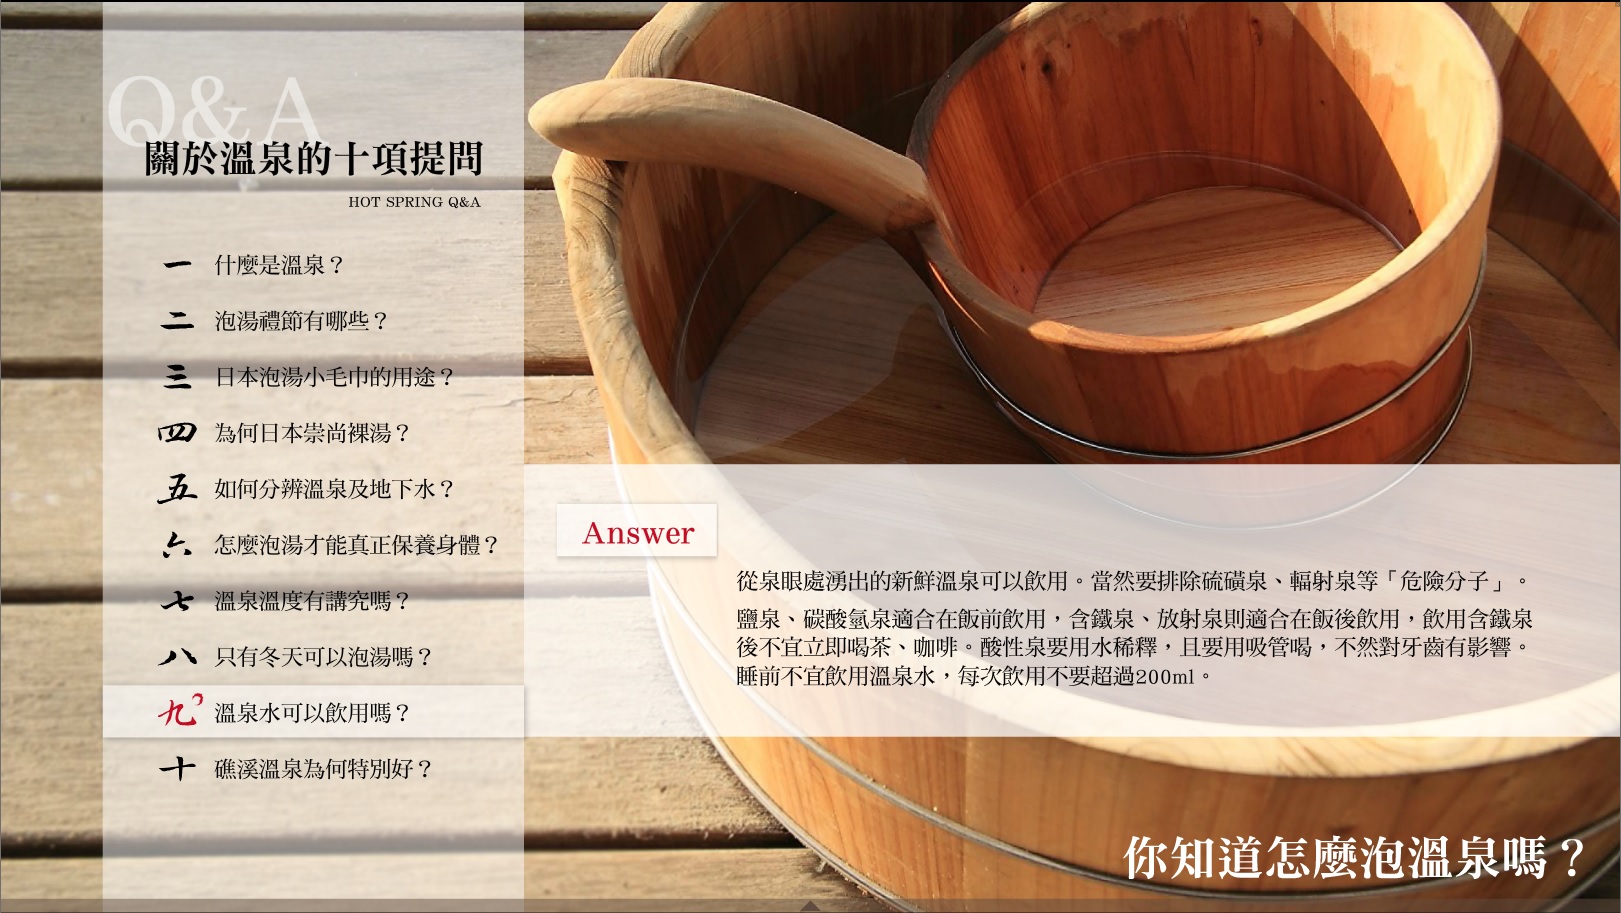 Q&A
關於溫泉的十項提問
HOT SPRING Q&A
一 什麼是溫泉？
二 泡湯禮節有哪些？
三 日本泡湯小毛巾的用途？
四 為何日本崇尚裸湯？
五 如何分辨溫泉及地下水？
六 怎麼泡湯才能真正保養身體？
七 溫泉溫度有講究嗎？
八 只有冬天可以泡湯嗎？
九 溫泉水可以飲用嗎？
十 礁溪溫泉為何特別好？
Answer
從泉眼處湧出的新鮮溫泉可以飲用。當然要排除硫磺泉、輻射泉等「危險分子」。
鹽泉、碳酸氫泉適合在飯前飲用，含鐵泉、放射泉則適合在飯後飲用，飲用含鐵泉
後不宜立即喝茶、咖啡。酸性泉要用水稀釋，且要用吸管喝，不然對牙齒有影響。
睡前不宜飲用溫泉水，每次飲用不要超過200ml。
你知道怎麼泡溫泉嗎？